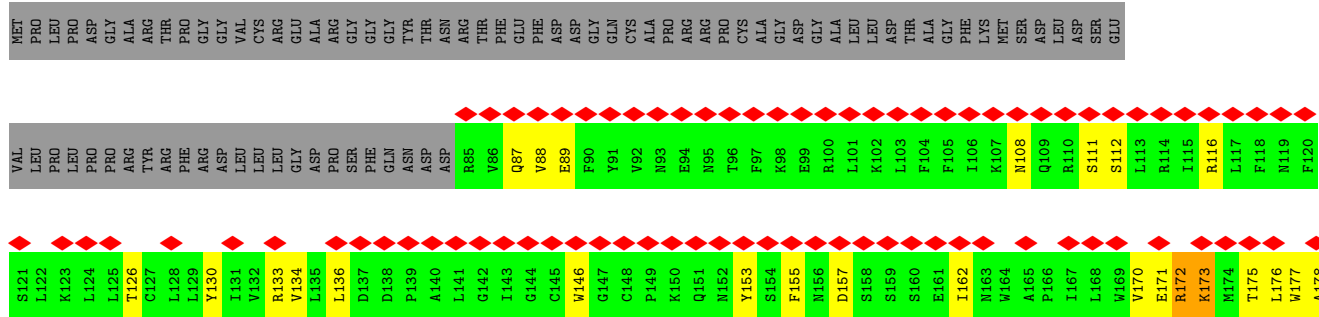 MET PRO LEU PRO ASP GLY ALA ARG THR PRO GLY GLY VAL CYS ARG GLU ALA ARG GLY GLY GLY TYR THR ASN ARG THR PHE GLU PHE ASP ASP GLY GLN CYS ALA PRO ARG ARG PRO CYS ALA GLY ASP GLY ALA LEU LEU ASP THR ALA GLY PHE LYS MET SER ASP LEU ASP SER GLU
VAL LEU PRO LEU PRO PRO ARG TYR ARG PHE ARG ASP LEU LEU LEU GLY ASP PRO SER PHE GLN ASN ASP ASP R85 V86 Q87 V88 E89 F90 Y91 V92 N93 E94 N95 T96 F97 K98 E99 R100 L101 K102 L103 F104 F105 I106 K107 N108 Q109 R110 S111 S112 L113 R114 I115 R116 L117 F118 N119 F120
S121 L122 K123 L124 L125 T126 C127 L128 L129 Y130 I131 V132 R133 V134 L135 L136 D137 D138 P139 A140 L141 G142 I143 G144 C145 W146 G147 C148 P149 K150 Q151 N152 Y153 S154 F155 N156 D157 S158 S159 S160 E161 I162 N163 W164 A165 P166 I167 L168 W169 V170 E171 R172 K173 M174 T175 L176 W177 A178